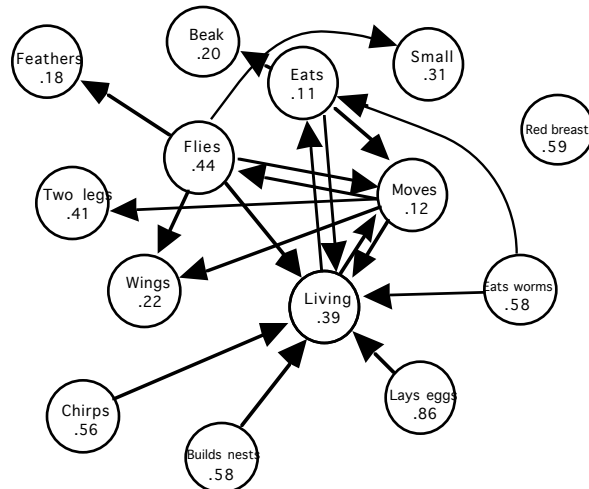 Beak
.20
Feathers
.18
Eats
.11
Small
.31
Red breast
.59
Flies
.44
Two legs
.41
Moves
.12
Wings
.22
Living
.39
Eats worms
.58
Chirps
.56
Lays eggs
.86
Builds nests
.58